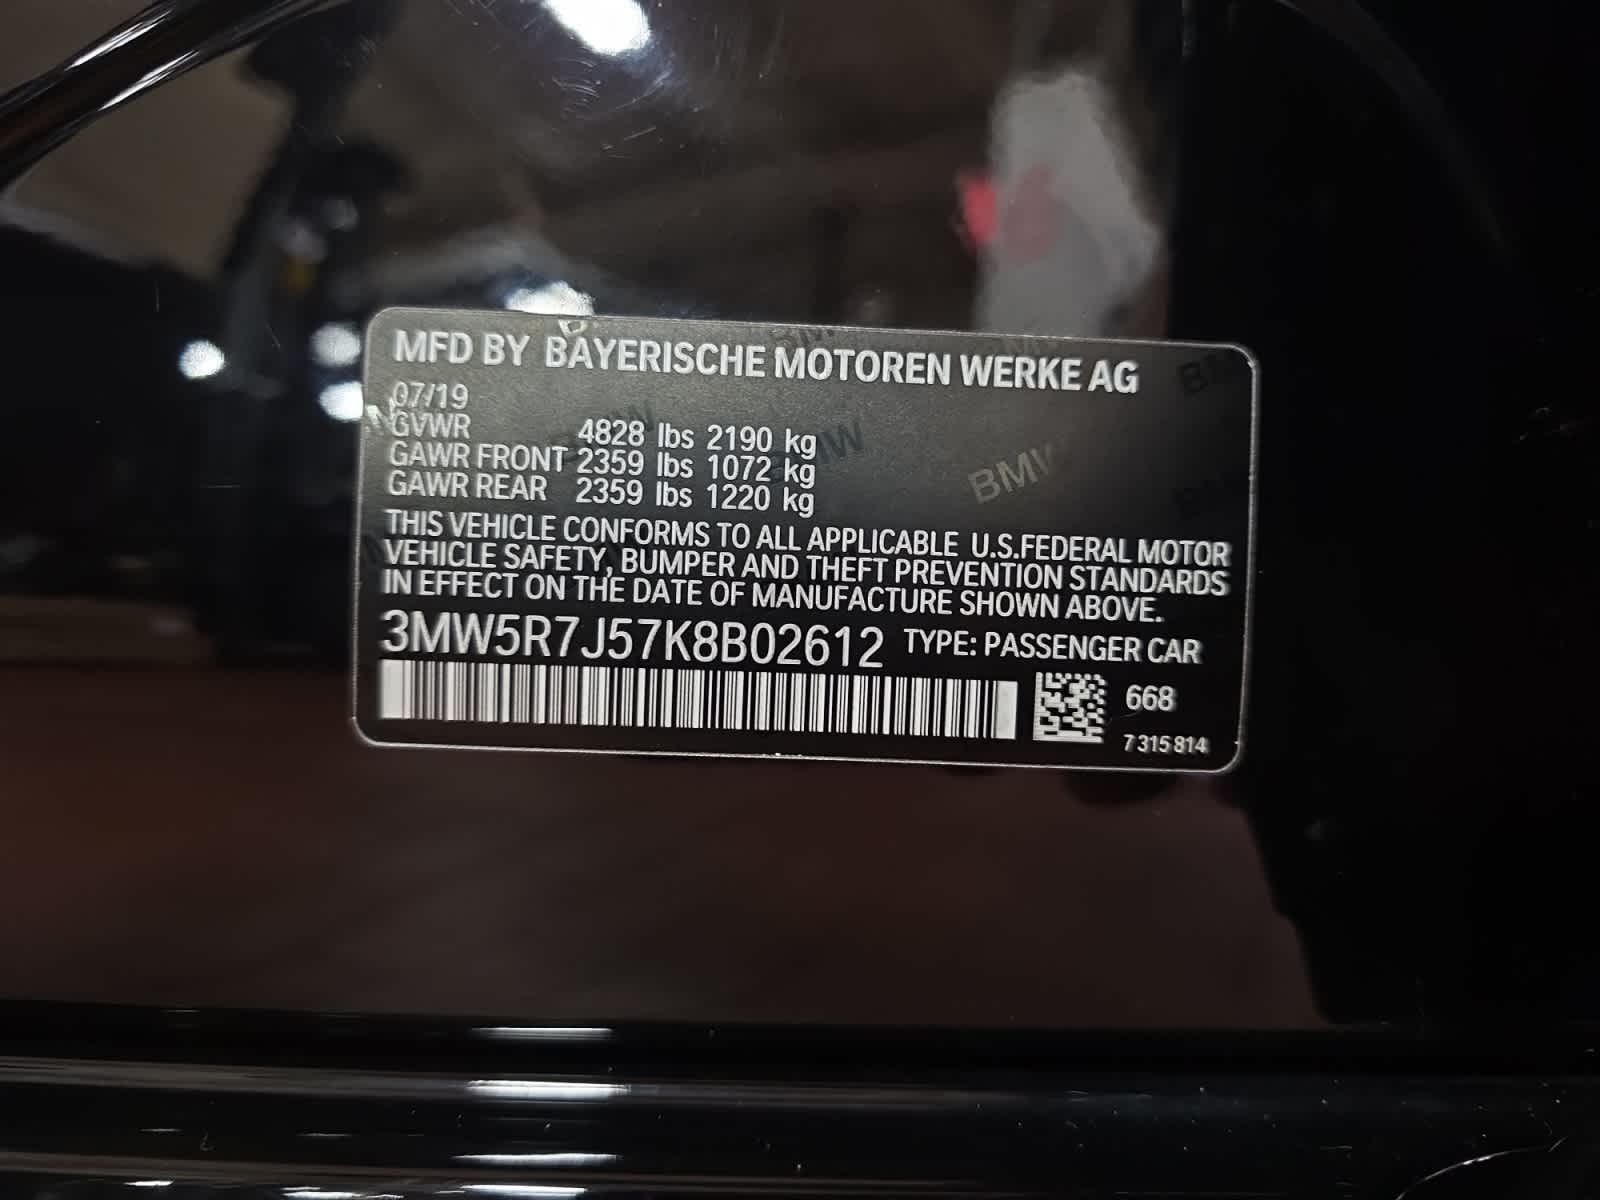 MFD BY BAYERISCHE MOTOREN WERKE AG
07/19
GVWR 4828 lbs 2190 kg
GAWR FRONT 2359 lbs 1072 kg
GAWR REAR 2359 lbs 1220 kg
THIS VEHICLE CONFORMS TO ALL APPLICABLE U.S.FEDERAL MOTOR
VEHICLE SAFETY, BUMPER AND THEFT PREVENTION STANDARDS
IN EFFECT ON THE DATE OF MANUFACTURE SHOWN ABOVE.
3MW5R7J57K8B02612 TYPE: PASSENGER CAR
668
7 315 814
BMW
BMW